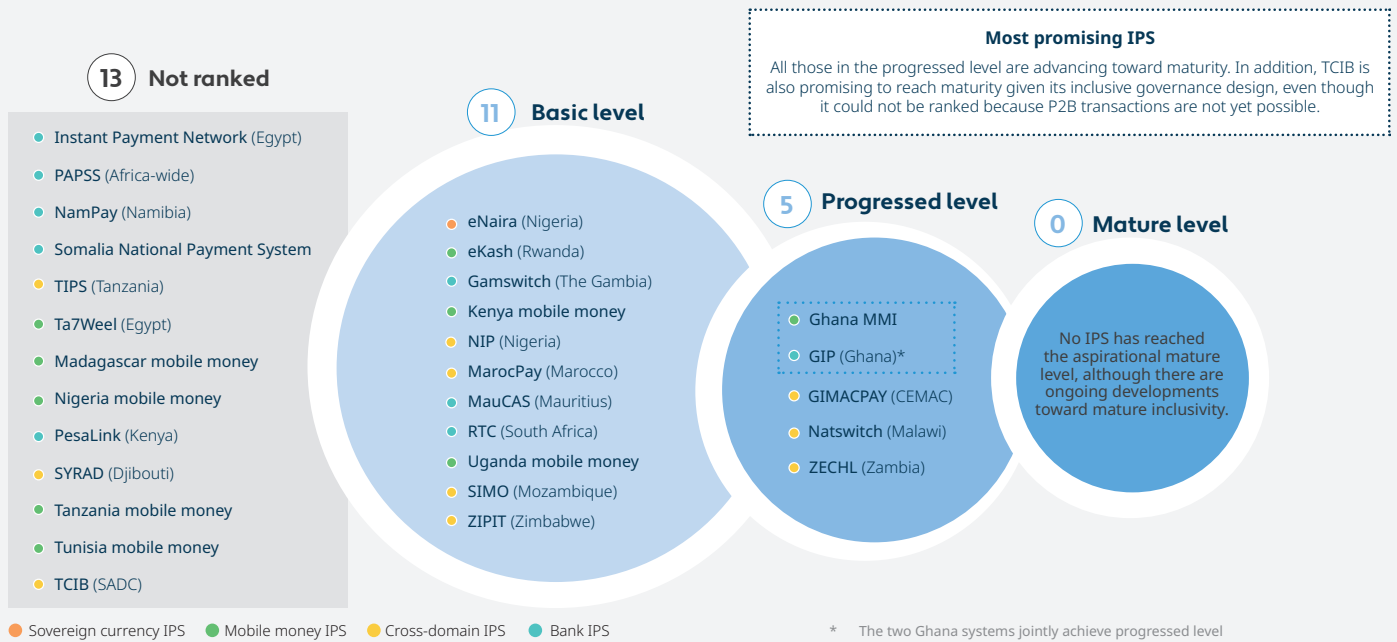 Most promising IPS
All those in the progressed level are advancing toward maturity. In addition, TCIB is
also promising to reach maturity given its inclusive governance design, even though
it could not be ranked because P2B transactions are not yet possible.
13 Not ranked
Instant Payment Network (Egypt)
PAPSS (Africa-wide)
NamPay (Namibia)
Somalia National Payment System
TIPS (Tanzania)
Ta7Weel (Egypt)
Madagascar mobile money
Nigeria mobile money
PesaLink (Kenya)
SYRAD (Djibouti)
Tanzania mobile money
Tunisia mobile money
TCIB (SADC)
11 Basic level
eNaira (Nigeria)
eKash (Rwanda)
Gamswitch (The Gambia)
Kenya mobile money
NIP (Nigeria)
MarocPay (Marocco)
MauCAS (Mauritius)
RTC (South Africa)
Uganda mobile money
SIMO (Mozambique)
ZIPIT (Zimbabwe)
5 Progressed level
Ghana MMI
GIP (Ghana)*
GIMACPAY (CEMAC)
Natswitch (Malawi)
ZECHL (Zambia)
0 Mature level
No IPS has reached
the aspirational mature
level, although there are
ongoing developments
toward mature inclusivity.
Sovereign currency IPS Mobile money IPS Cross-domain IPS Bank IPS
* The two Ghana systems jointly achieve progressed level